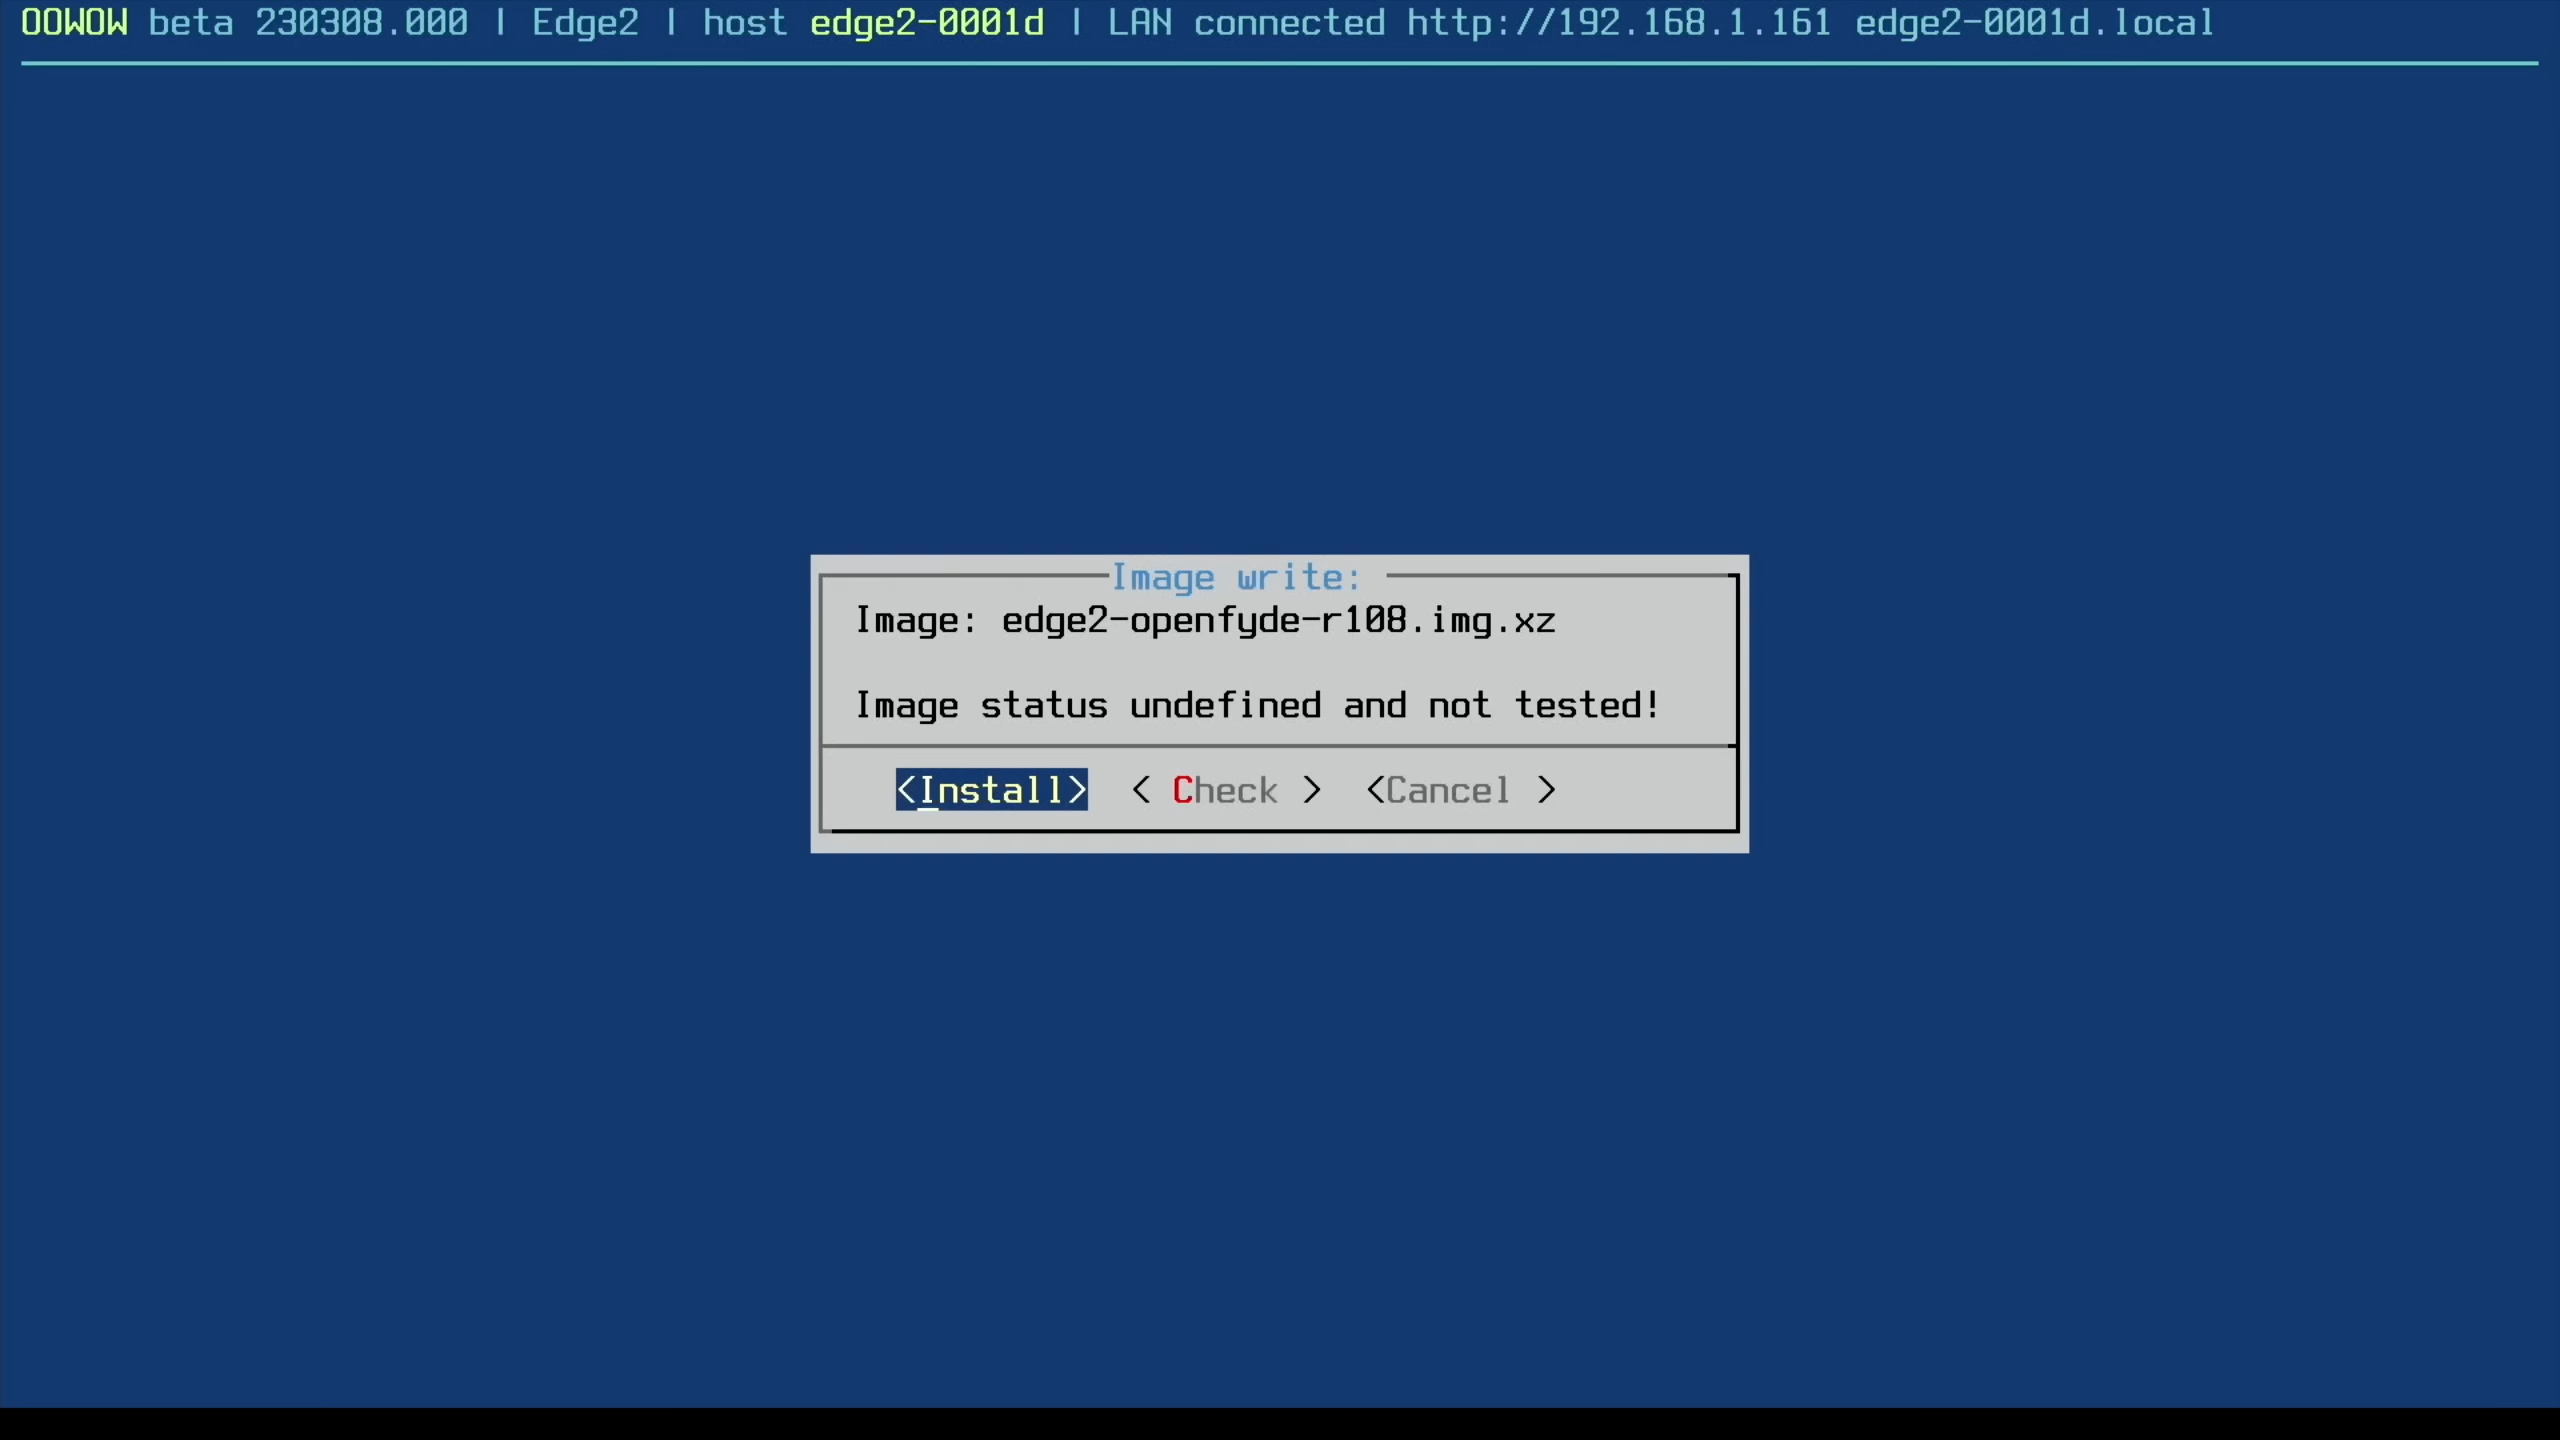 OOWOW beta 230308.000 | Edge2 | host edge2-0001d | LAN connected http://192.168.1.161 edge2-0001d.local
Image write:
Image: edge2-openfyde-r108.img.xz
Image status undefined and not tested!
<Install> < Check > <Cancel >